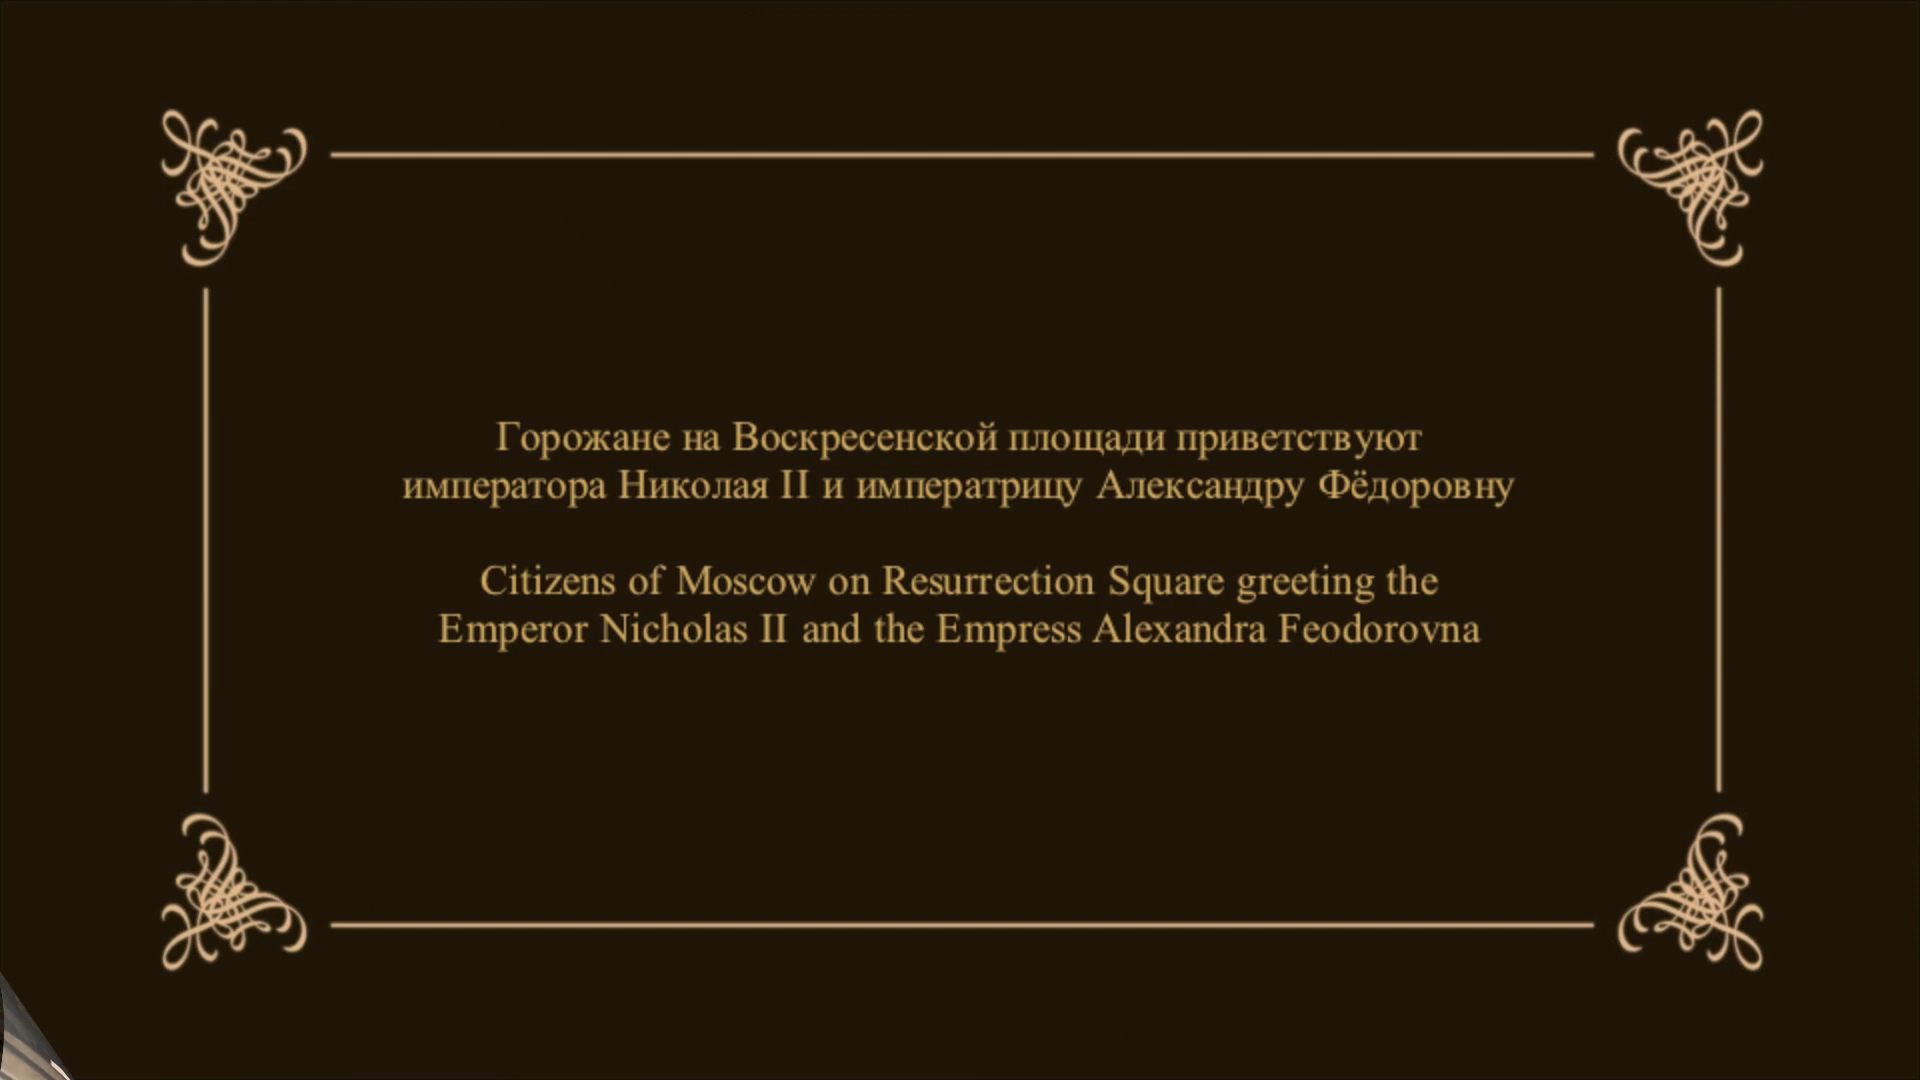 Горожане на Воскресенской площади приветствуют
императора Николая II и императрицу Александру Фёдоровну
Citizens of Moscow on Resurrection Square greeting the
Emperor Nicholas II and the Empress Alexandra Feodorovna